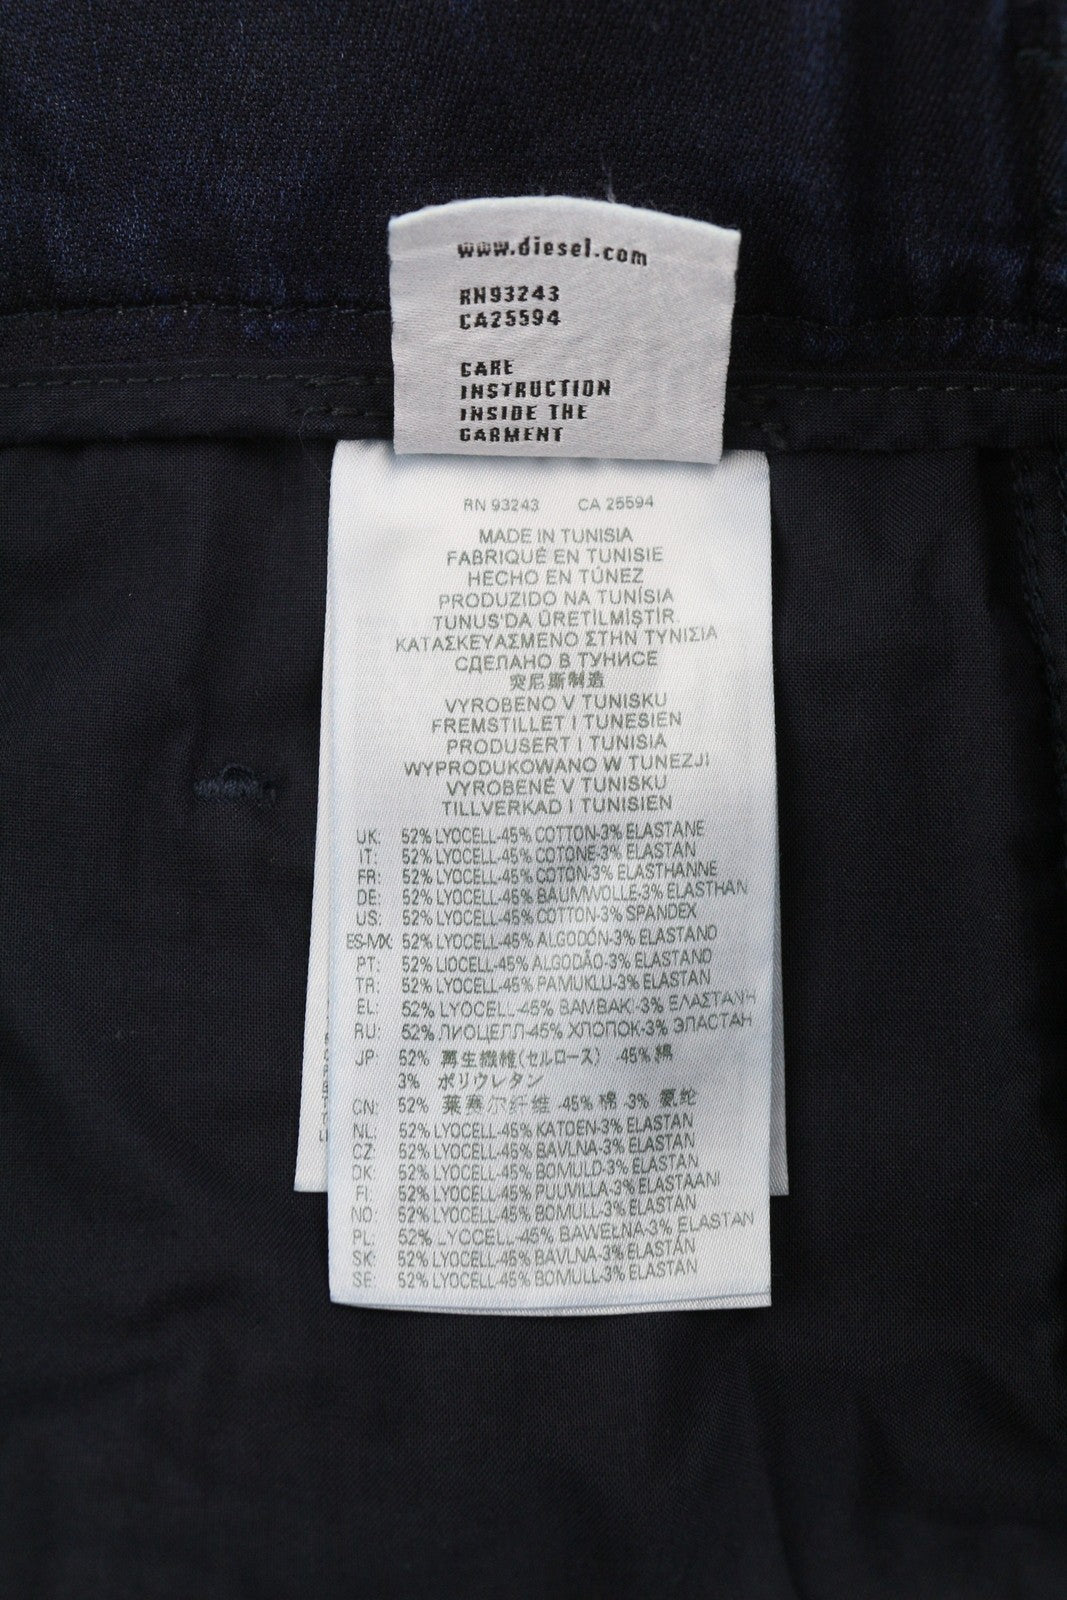 www.diesel.com
RN93243
CA25594
CARE
INSTRUCTION
INSIDE THE
GARMENT
RN 93243 CA 25594
MADE IN TUNISIA
FABRIQUÉ EN TUNISIE
HECHO EN TÚNEZ
PRODUZIDO NA TUNÍSIA
TUNUS'DA ÜRETİLMİŞTİR
ΚΑΤΑΣΚΕΥΑΣΜΕΝΟ ΣΤΗΝ ΤΥΝΙΣΙΑ
СДЕЛАНО В ТУНИСЕ
突尼斯制造
VYROBENO V TUNISKU
FREMSTILLET I TUNESIEN
PRODUSERT I TUNISIA
WYPRODUKOWANO W TUNEZJI
VYROBENÉ V TUNISKU
TILLVERKAD I TUNISIEN
UK: 52% LYOCELL-45% COTTON-3% ELASTANE
IT: 52% LYOCELL-45% COTONE-3% ELASTAN
FR: 52% LYOCELL-45% COTON-3% ELASTHANNE
DE: 52% LYOCELL-45% BAUMWOLLE-3% ELASTHAN
US: 52% LYOCELL-45% COTTON-3% SPANDEX
ES-MX: 52% LYOCELL-45% ALGODÓN-3% ELASTANO
PT: 52% LIOCELL-45% ALGODÃO-3% ELASTANO
TR: 52% LYOCELL-45% PAMUKLU-3% ELASTAN
EL: 52% LYOCELL-45% ΒΑΜΒΑΚΙ-3% ΕΛΑΣΤΑΝΗ
RU: 52% ЛИОЦЕЛЛ-45% ХЛОПОК-3% ЭЛАСТАН
JP: 52% 再生繊維(セルロース) -45% 綿
3% ポリウレタン
CN: 52% 莱赛尔纤维 -45% 棉 -3% 氨纶
NL: 52% LYOCELL-45% KATOEN-3% ELASTAN
CZ: 52% LYOCELL-45% BAVLNA-3% ELASTAN
DK: 52% LYOCELL-45% BOMULD-3% ELASTAN
FI: 52% LYOCELL-45% PUUVILLA-3% ELASTAANI
NO: 52% LYOCELL-45% BOMULL-3% ELASTAN
PL: 52% LYOCELL-45% BAWEŁNA-3% ELASTAN
SK: 52% LYOCELL-45% BAVLNA-3% ELASTÁN
SE: 52% LYOCELL-45% BOMULL-3% ELASTAN